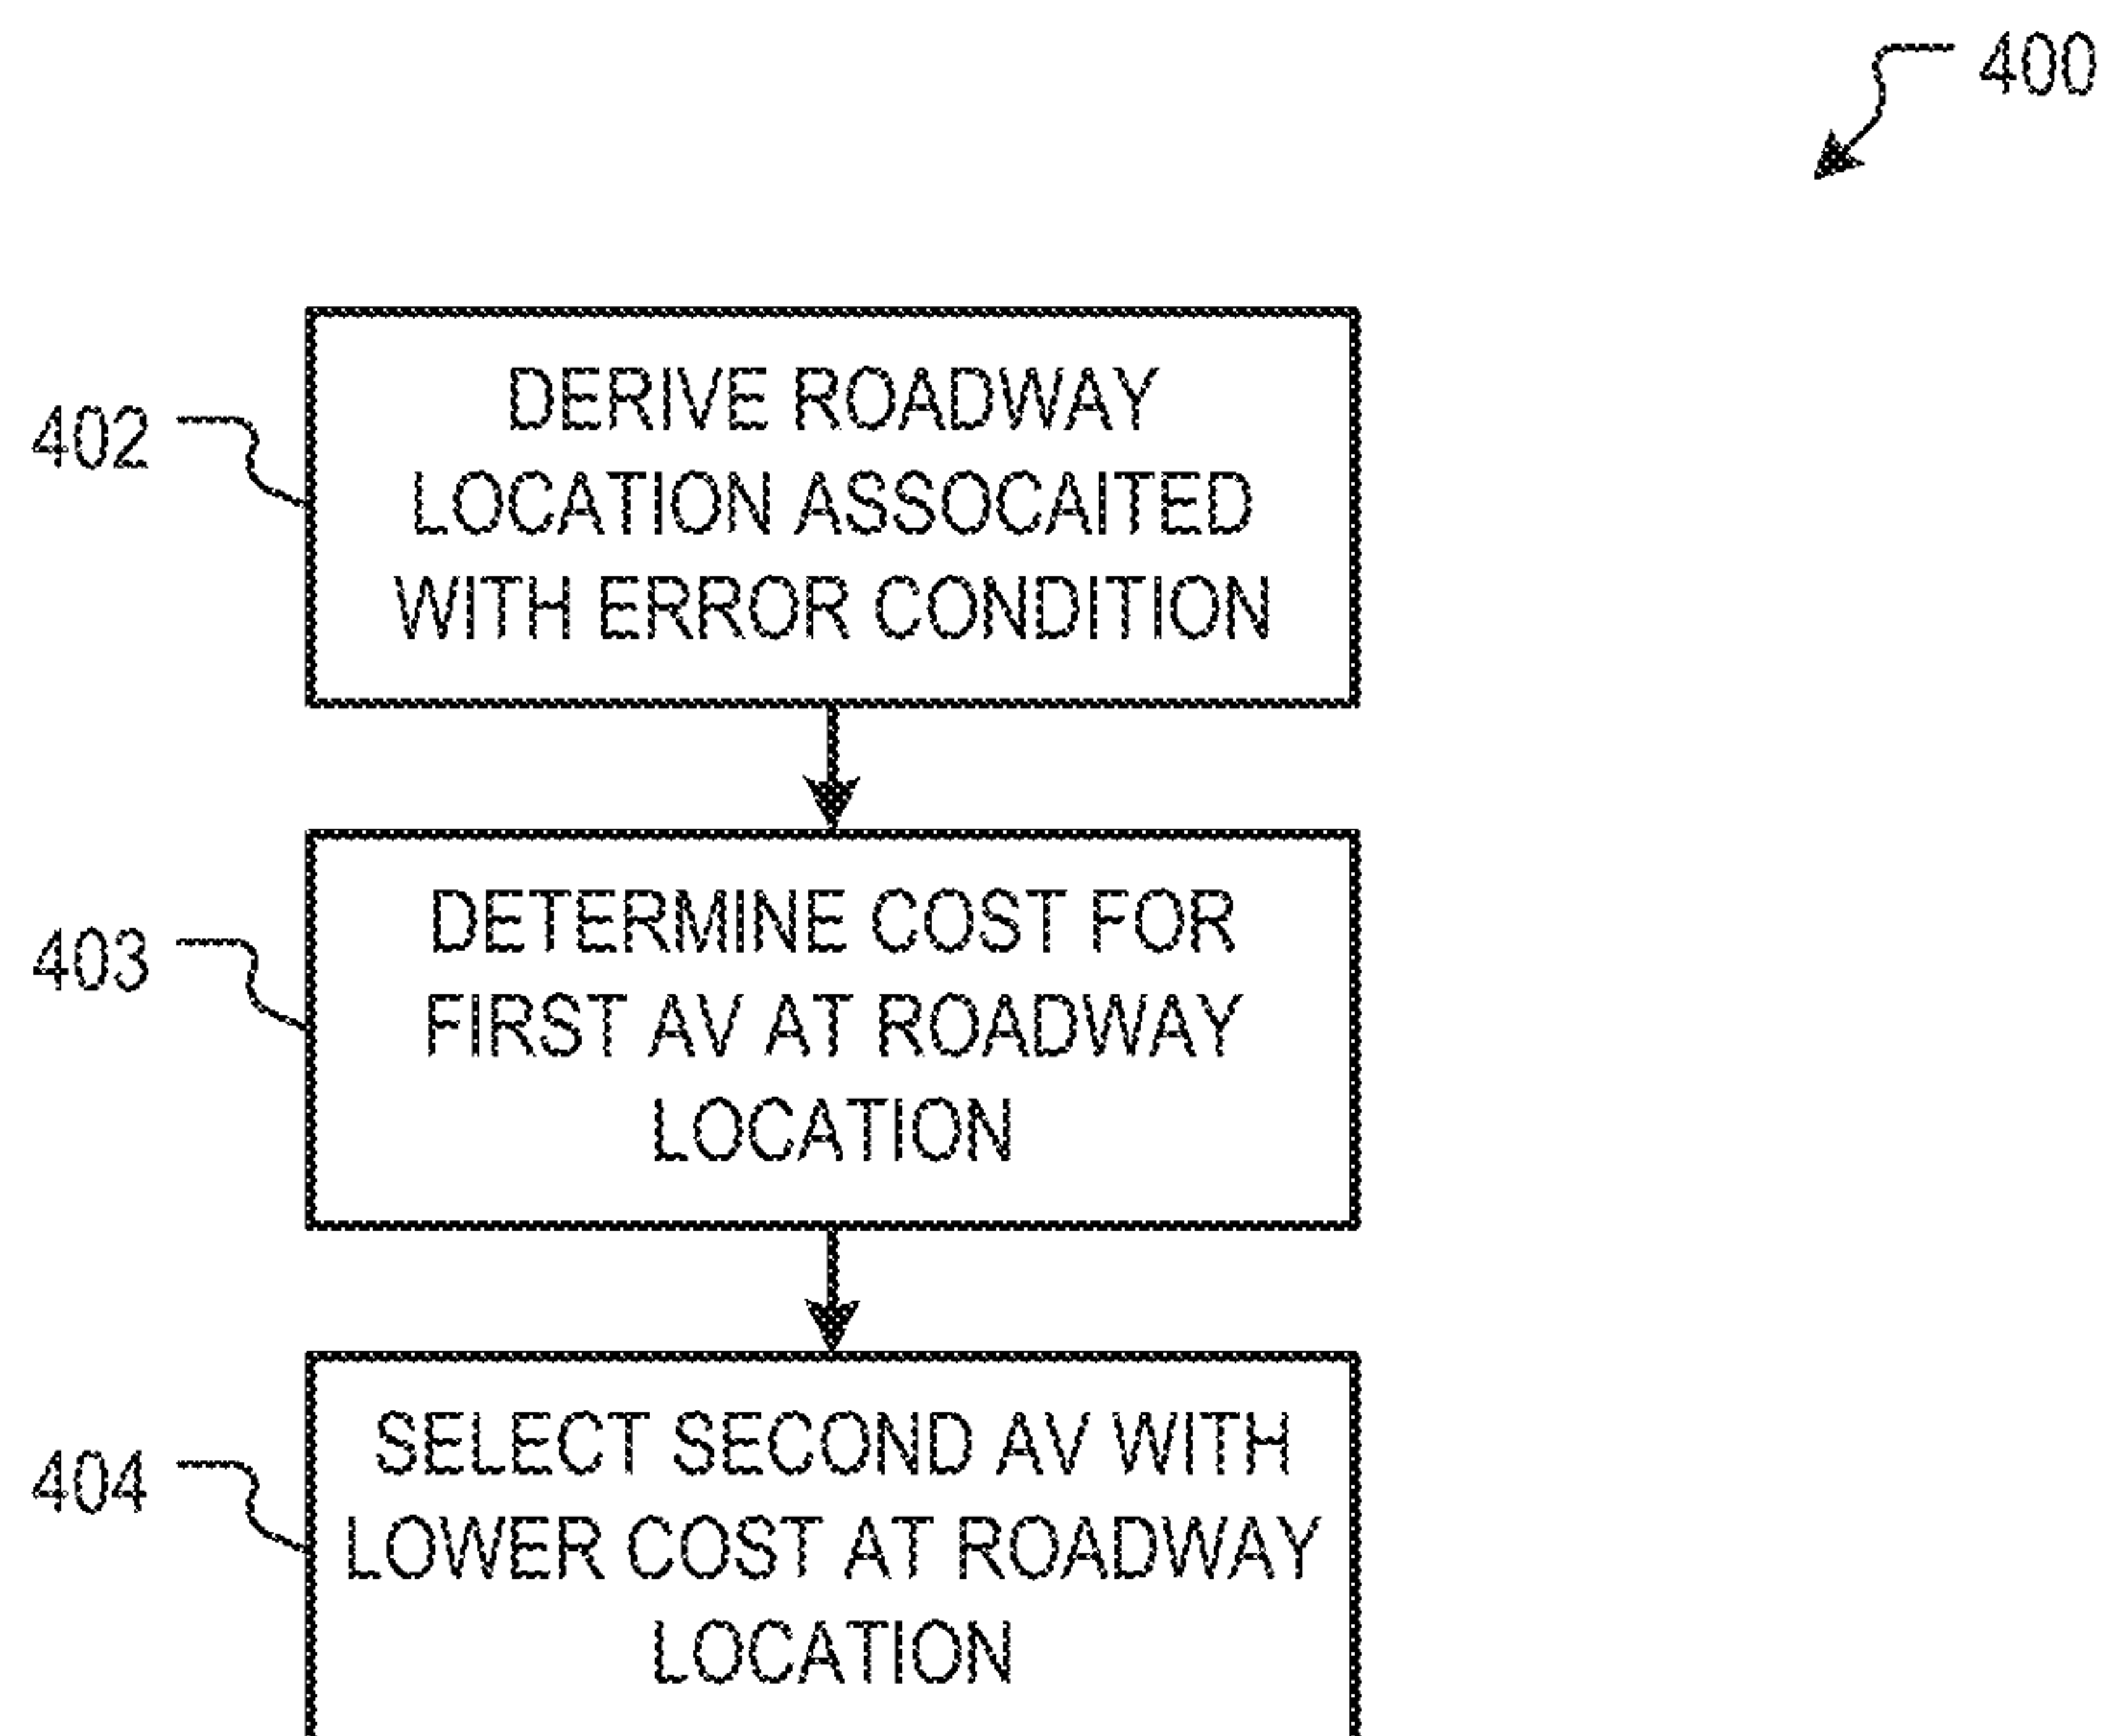 400
402
DERIVE ROADWAY
LOCATION ASSOCAITED
WITH ERROR CONDITION
403
DETERMINE COST FOR
FIRST AV AT ROADWAY
LOCATION
404
SELECT SECOND AV WITH
LOWER COST AT ROADWAY
LOCATION